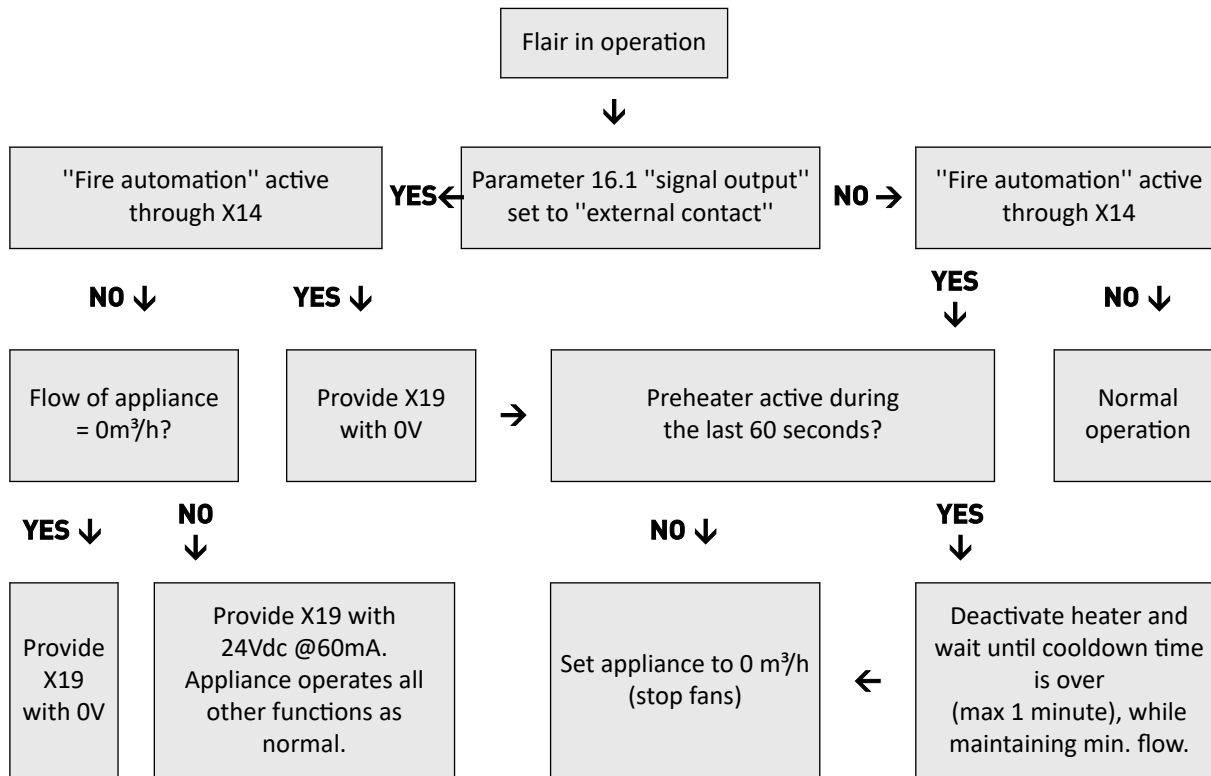 Flair in operation
↓
"Fire automation" active
through X14
YES←
Parameter 16.1 "signal output"
set to "external contact"
NO →
"Fire automation" active
through X14
NO ↓
YES ↓
YES
↓
NO
↓
Flow of appliance
= 0m³/h?
Provide X19
with 0V
→
Preheater active during
the last 60 seconds?
Normal
operation
YES ↓
NO
↓
NO ↓
YES
↓
Provide
X19
with 0V
Provide X19 with
24Vdc @60mA.
Appliance operates all
other functions as
normal.
Set appliance to 0 m³/h
(stop fans)
←
Deactivate heater and
wait until cooldown time
is over
(max 1 minute), while
maintaining min. flow.